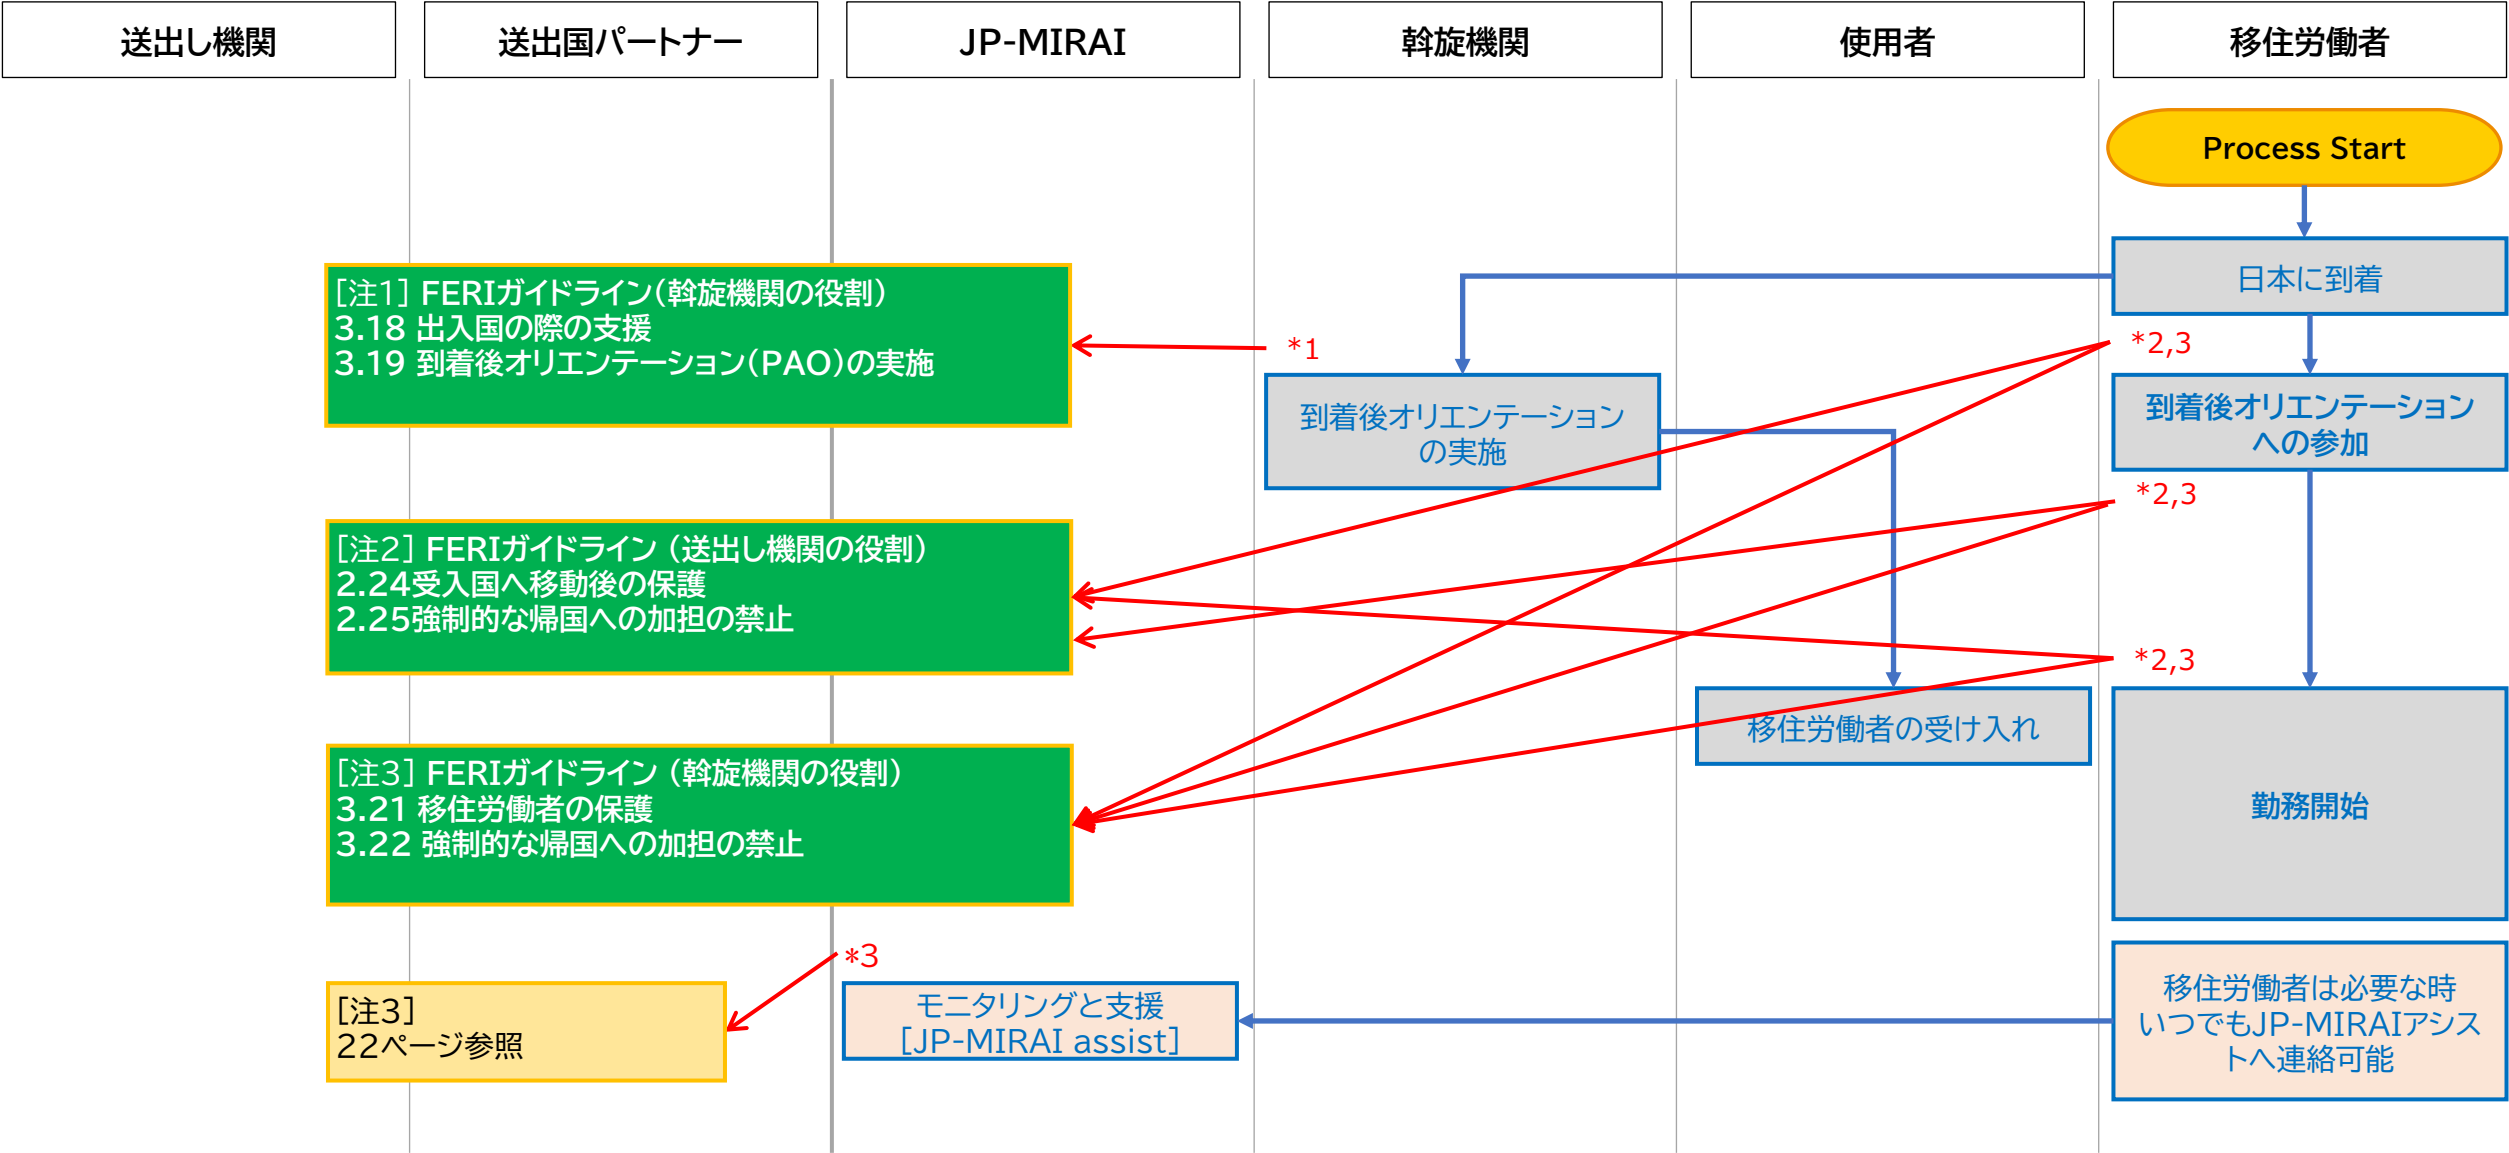 送出し機関
送出国パートナー
JP-MIRAI
斡旋機関
使用者
移住労働者
Process Start
日本に到着
[注1] FERIガイドライン(斡旋機関の役割)
3.18 出入国の際の支援
3.19 到着後オリエンテーション(PAO)の実施
*1
*2,3
到着後オリエンテーション
の実施
到着後オリエンテーション
への参加
*2,3
[注2] FERIガイドライン (送出し機関の役割)
2.24受入国へ移動後の保護
2.25強制的な帰国への加担の禁止
*2,3
移住労働者の受け入れ
[注3] FERIガイドライン (斡旋機関の役割)
3.21 移住労働者の保護
3.22 強制的な帰国への加担の禁止
勤務開始
*3
[注3]
22ページ参照
モニタリングと支援
[JP-MIRAI assist]
移住労働者は必要な時
いつでもJP-MIRAIアシス
トへ連絡可能